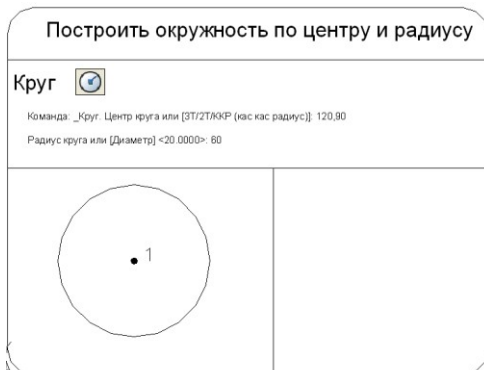 Построить окружность по центру и радиусу
Круг
Команда: _Круг. Центр круга или [3Т/2Т/ККР (кас кас радиус)]: 120,90
Радиус круга или [Диаметр] <20.0000>: 60
1